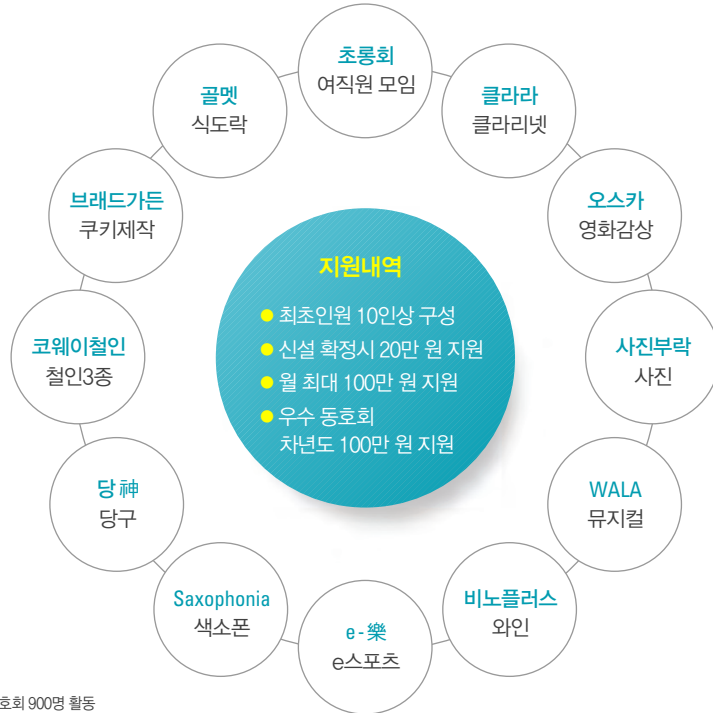 초롱회
여직원 모임
클라라
클라리넷
오스카
영화감상
사진부락
사진
WALA
뮤지컬
비노플러스
와인
e-樂
e스포츠
Saxophonia
색소폰
당神
당구
코웨이철인
철인3종
브래드가든
쿠키제작
골멧
식도락
지원내역
최초인원 10인상 구성
신설 확정시 20만 원 지원
월 최대 100만 원 지원
우수 동호회
차년도 100만 원 지원
호회 900명 활동